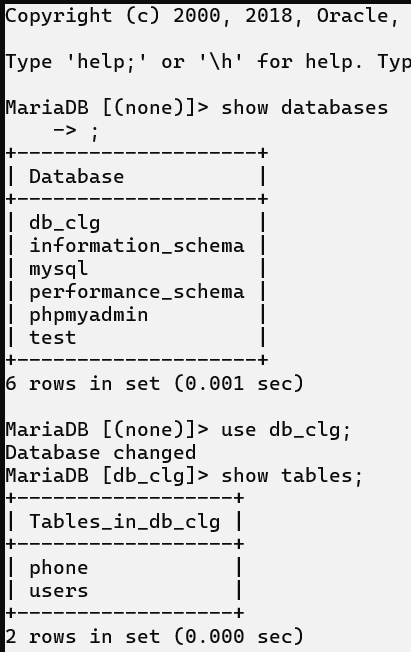 Copyright (c) 2000, 2018, Oracle,
Type 'help;' or '\h' for help. Typ
MariaDB [(none)]> show databases
    -> ;
+--------------------+
| Database           |
+--------------------+
| db_clg             |
| information_schema |
| mysql              |
| performance_schema |
| phpmyadmin         |
| test               |
+--------------------+
6 rows in set (0.001 sec)
MariaDB [(none)]> use db_clg;
Database changed
MariaDB [db_clg]> show tables;
+------------------+
| Tables_in_db_clg |
+------------------+
| phone            |
| users            |
+------------------+
2 rows in set (0.000 sec)